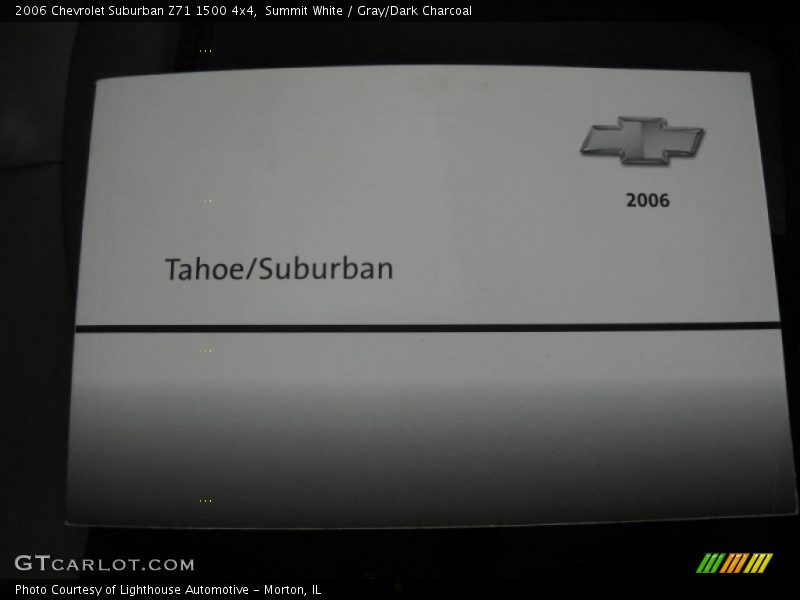 2006 Chevrolet Suburban Z71 1500 4x4, Summit White / Gray/Dark Charcoal
2006
Tahoe/Suburban
GTcarlot.com
Photo Courtesy of Lighthouse Automotive - Morton, IL